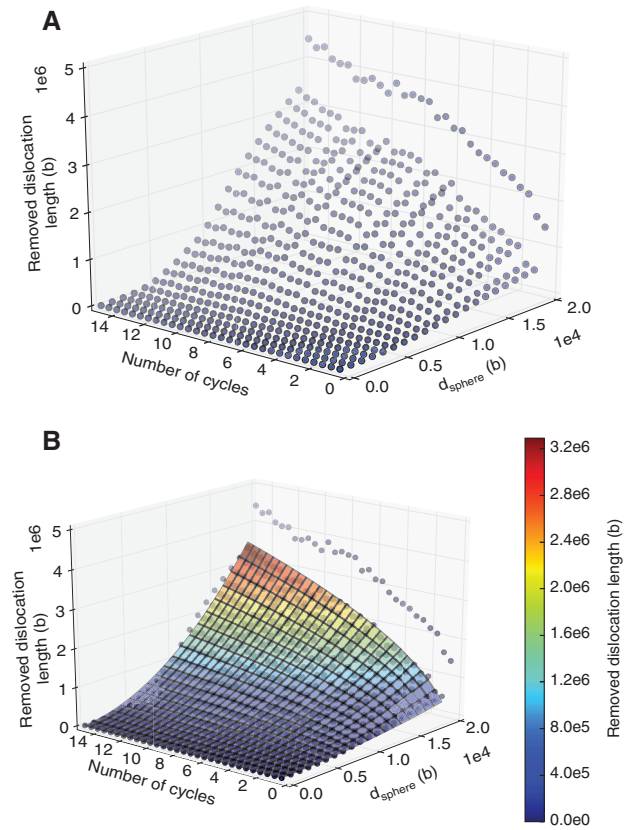 A
1e6
5
4
3
2
1
0
Removed dislocation
length (b)
14
12
10
8
6
4
2
0
Number of cycles
0.0
0.5
1.0
1.5
2.0
1e4
dsphere (b)
B
1e6
5
4
3
2
1
0
Removed dislocation
length (b)
14
12
10
8
6
4
2
0
Number of cycles
0.0
0.5
1.0
1.5
2.0
1e4
dsphere (b)
3.2e6
2.8e6
2.4e6
2.0e6
1.6e6
1.2e6
8.0e5
4.0e5
0.0e0
Removed dislocation length (b)